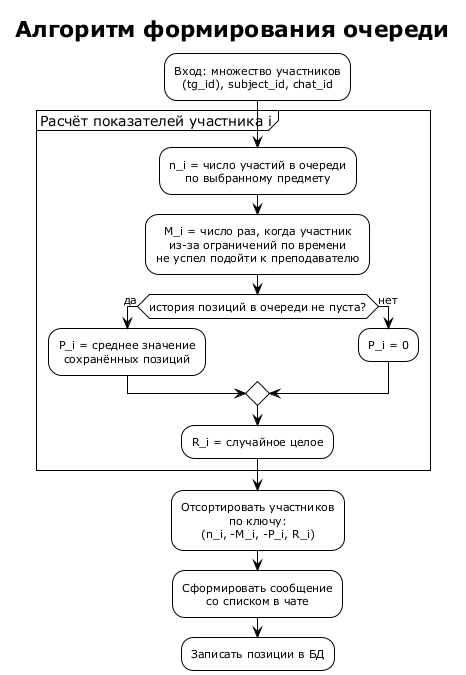 Алгоритм формирования очереди
Вход: множество участников
(tg_id), subject_id, chat_id
Расчёт показателей участника i
n_i = число участий в очереди
по выбранному предмету
M_i = число раз, когда участник
из-за ограничений по времени
не успел подойти к преподавателю
да
история позиций в очереди не пуста?
нет
P_i = среднее значение
сохранённых позиций
P_i = 0
R_i = случайное целое
Отсортировать участников
по ключу:
(n_i, -M_i, -P_i, R_i)
Сформировать сообщение
со списком в чате
Записать позиции в БД